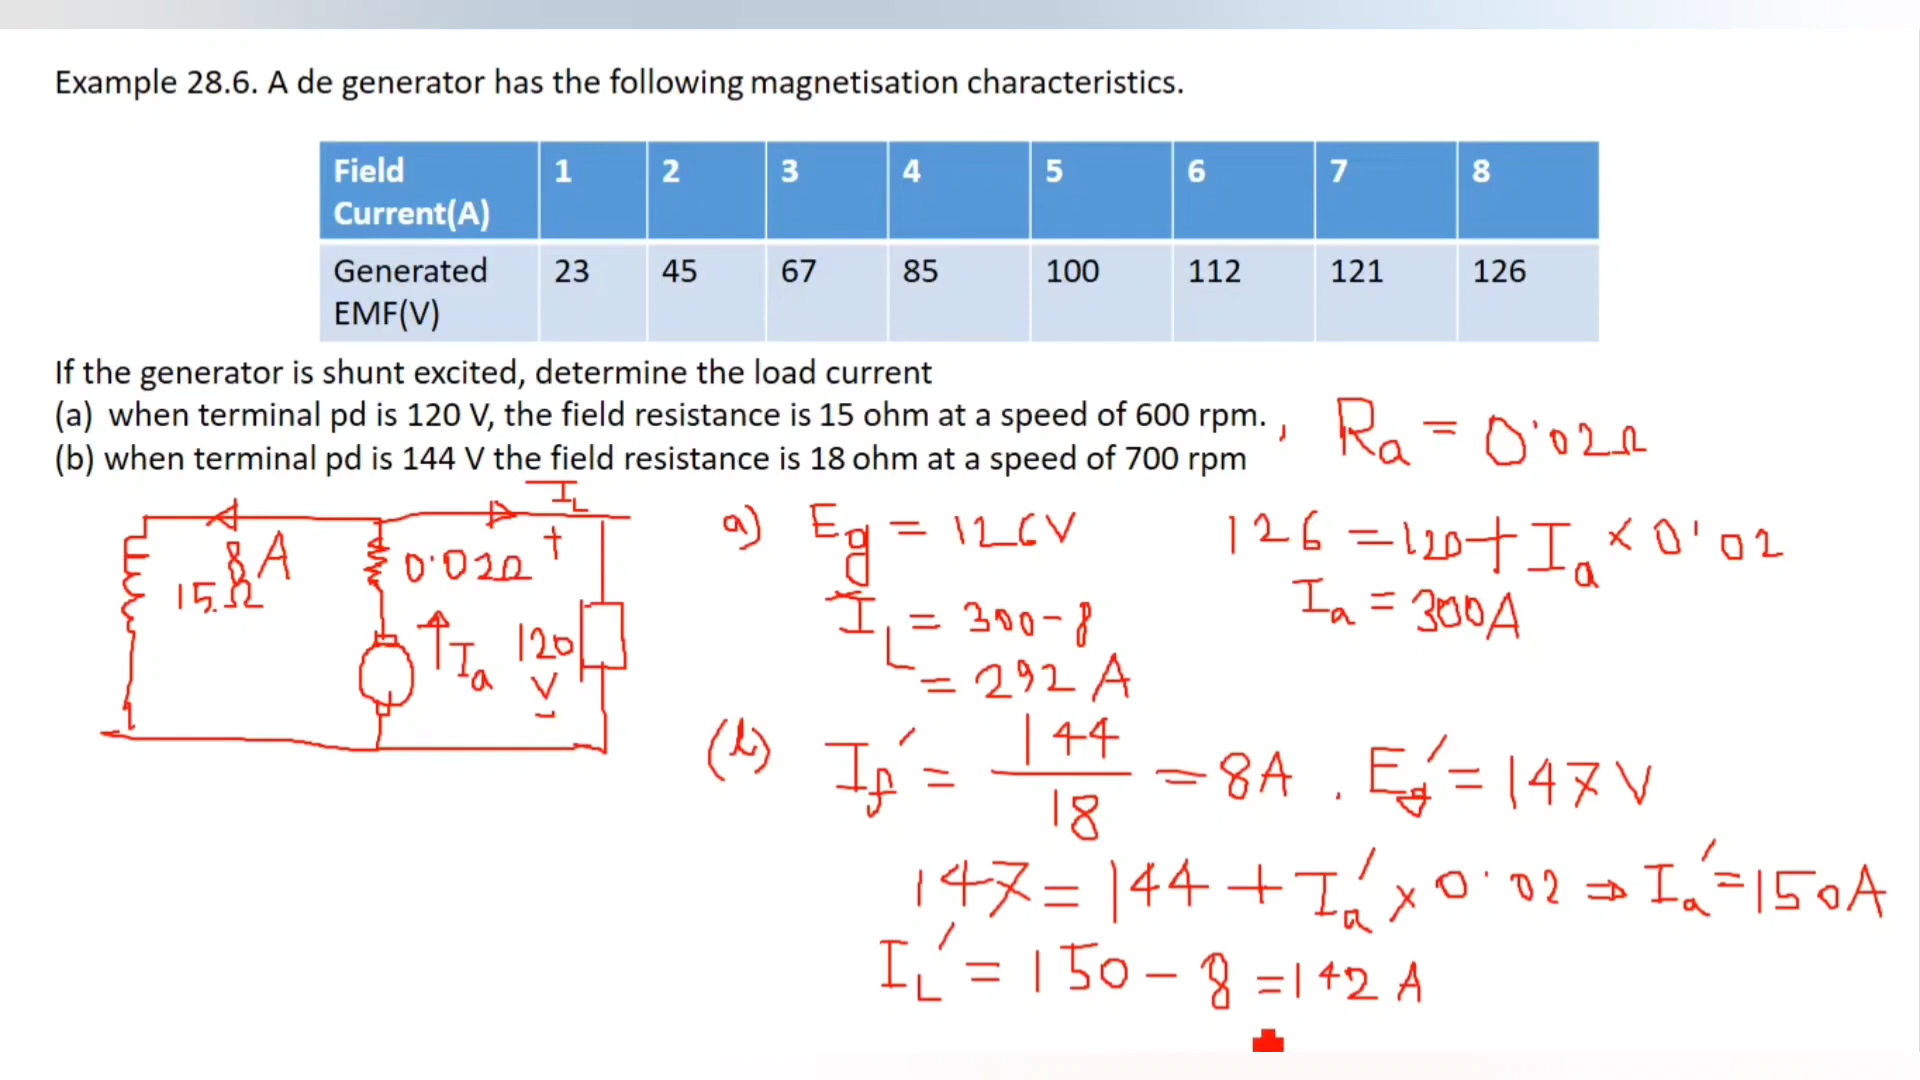 Example 28.6. A de generator has the following magnetisation characteristics.
Field Current(A) 1 2 3 4 5 6 7 8
Generated EMF(V) 23 45 67 85 100 112 121 126
If the generator is shunt excited, determine the load current
(a) when terminal pd is 120 V, the field resistance is 15 ohm at a speed of 600 rpm. , Ra = 0.02Ω
(b) when terminal pd is 144 V the field resistance is 18 ohm at a speed of 700 rpm
IL
8A
15Ω
0.02Ω
+
Ia
120
V
-
a) Eg = 126V 126 = 120 + Ia × 0.02
Ia = 300A
IL = 300 - 8
= 292 A
(b) If' = 144/18 = 8A . Eg' = 147V
147 = 144 + Ia' × 0.02 ⇒ Ia' = 150A
IL' = 150 - 8 = 142 A